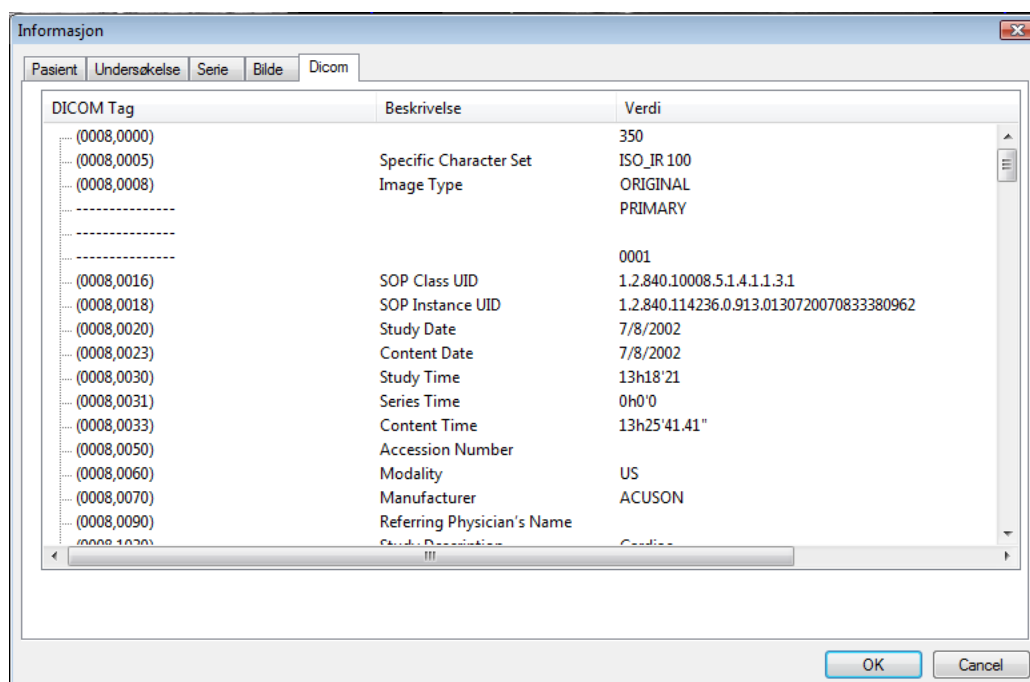 Informasjon
Pasient Undersøkelse Serie Bilde Dicom
DICOM Tag Beskrivelse Verdi
(0008,0000) 350
(0008,0005) Specific Character Set ISO_IR 100
(0008,0008) Image Type ORIGINAL
--------------- PRIMARY
---------------
--------------- 0001
(0008,0016) SOP Class UID 1.2.840.10008.5.1.4.1.1.3.1
(0008,0018) SOP Instance UID 1.2.840.114236.0.913.0130720070833380962
(0008,0020) Study Date 7/8/2002
(0008,0023) Content Date 7/8/2002
(0008,0030) Study Time 13h18'21
(0008,0031) Series Time 0h0'0
(0008,0033) Content Time 13h25'41.41"
(0008,0050) Accession Number
(0008,0060) Modality US
(0008,0070) Manufacturer ACUSON
(0008,0090) Referring Physician's Name
(0008,1030) Study Description Cardiac
OK Cancel